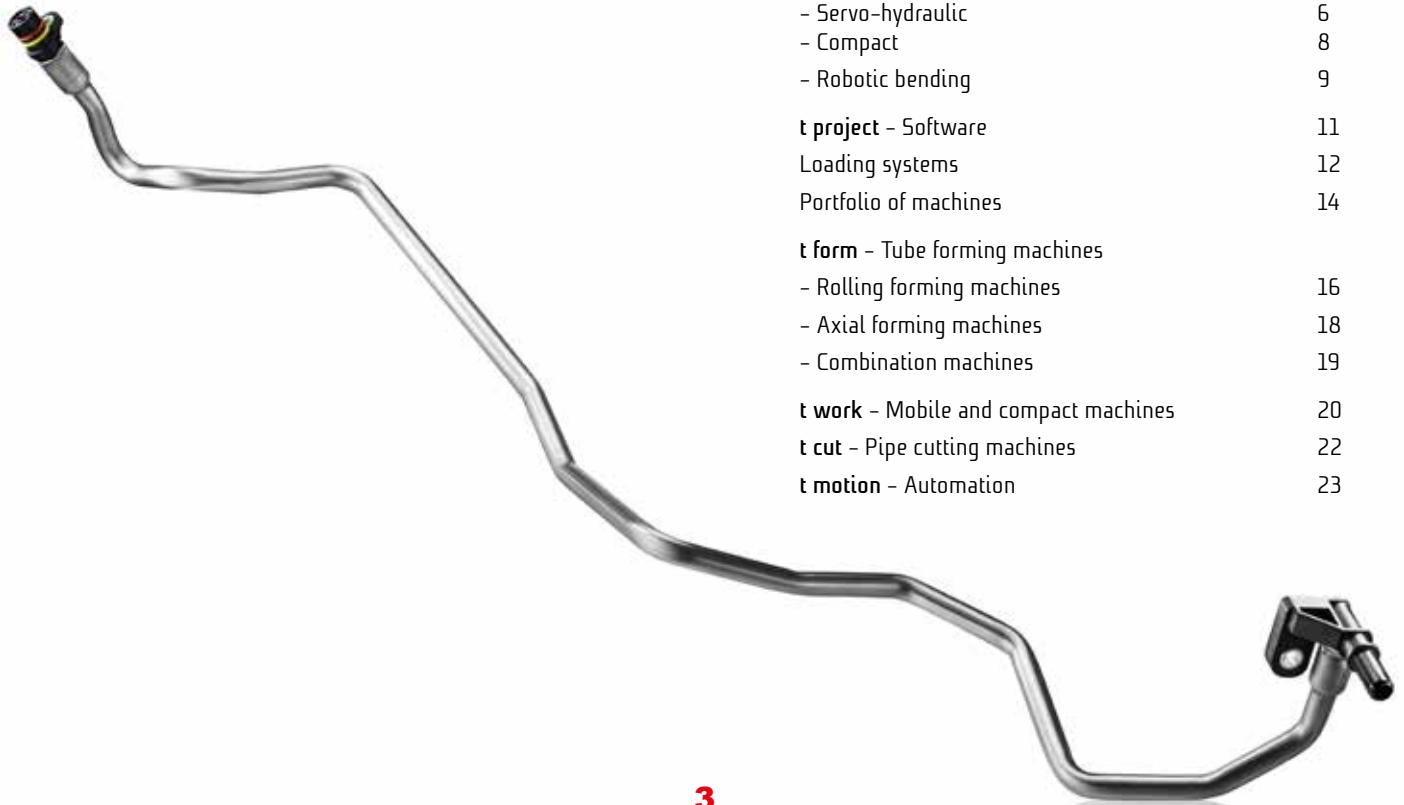 - Servo-hydraulic 6
- Compact 8
- Robotic bending 9
t project - Software 11
Loading systems 12
Portfolio of machines 14
t form - Tube forming machines
- Rolling forming machines 16
- Axial forming machines 18
- Combination machines 19
t work - Mobile and compact machines 20
t cut - Pipe cutting machines 22
t motion - Automation 23
3